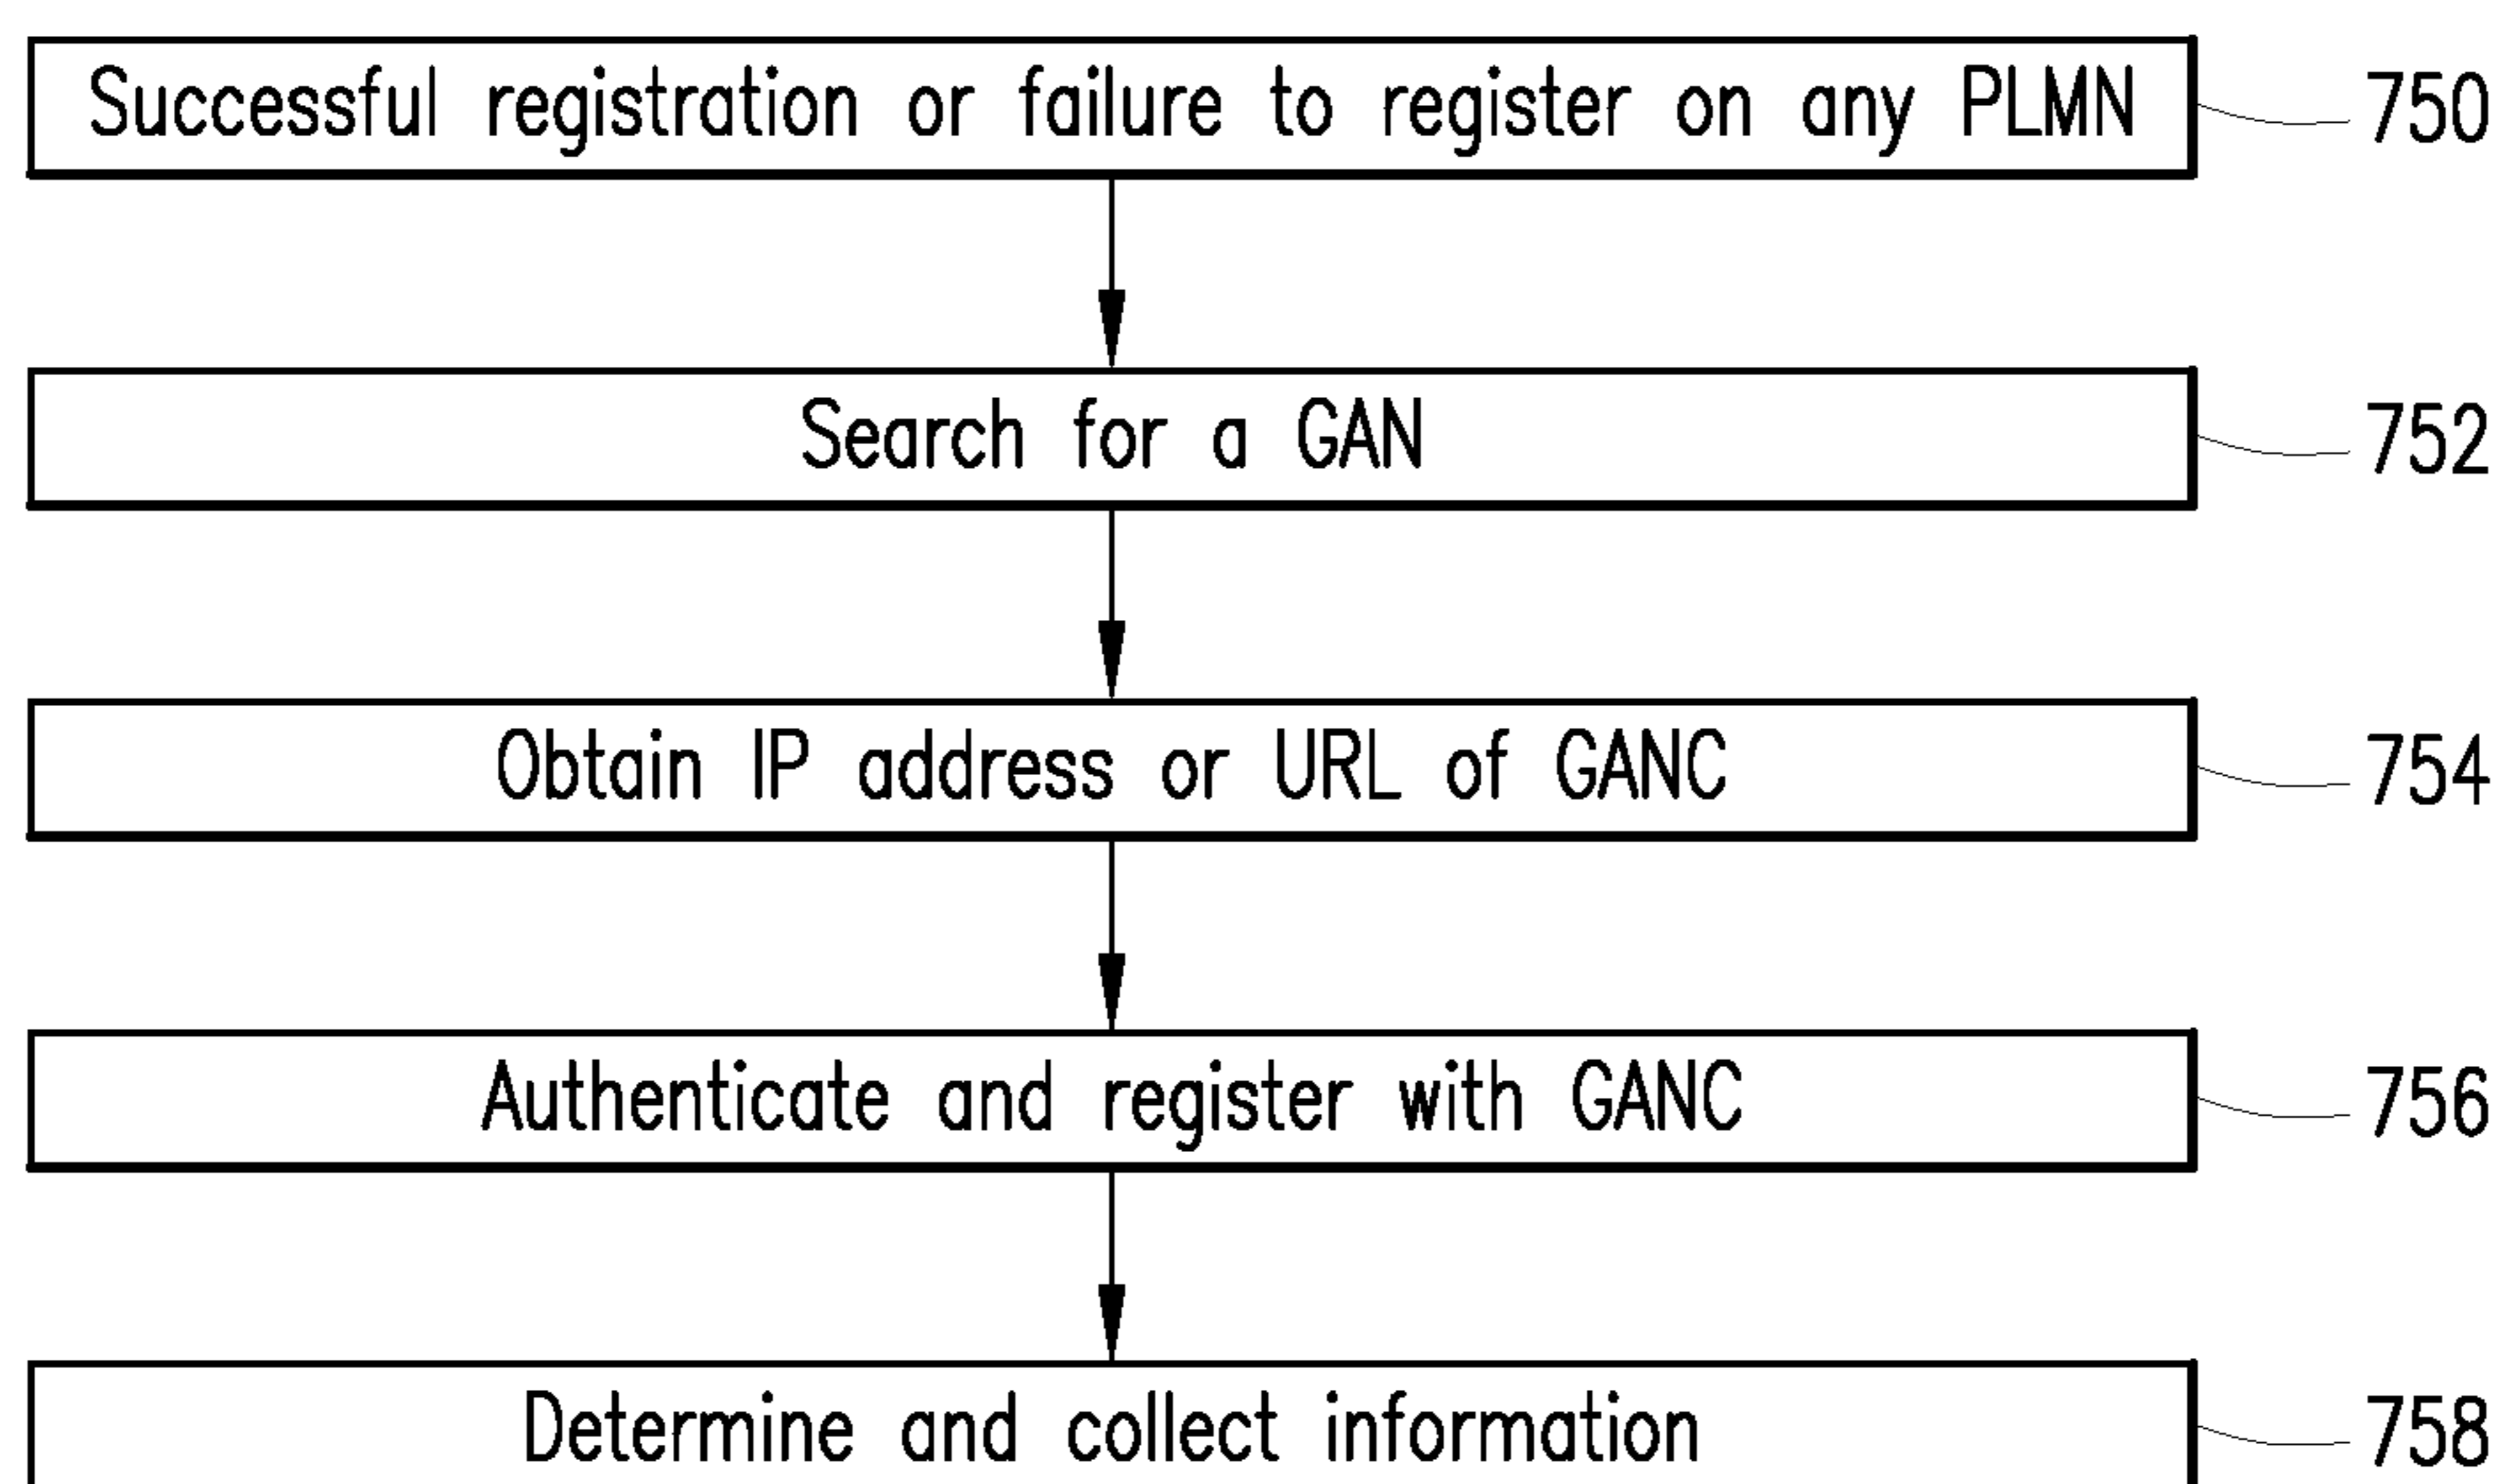 Successful registration or failure to register on any PLMN 750
Search for a GAN 752
Obtain IP address or URL of GANC 754
Authenticate and register with GANC 756
Determine and collect information 758